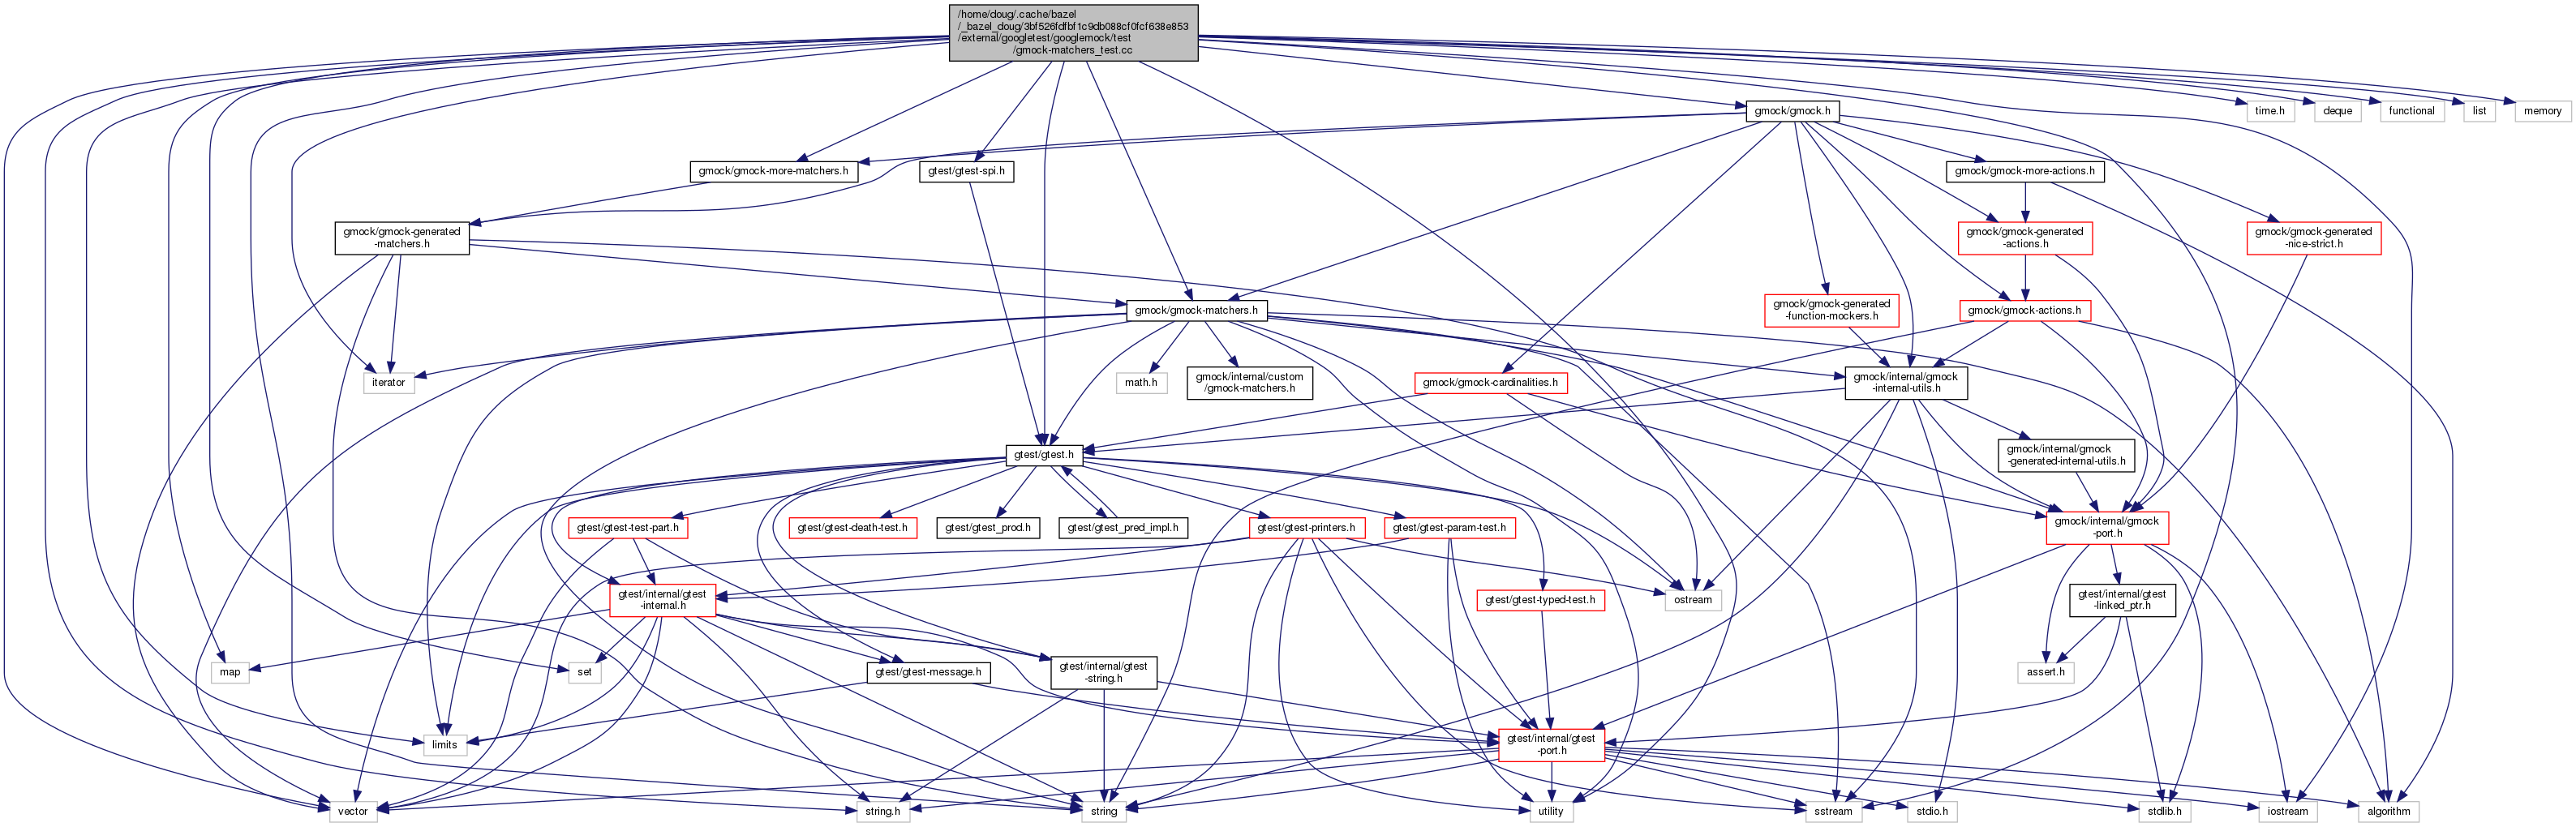 /home/doug/.cache/bazel
/_bazel_doug/3bf526fdfbf1c9db088cf0fcf638e853
/external/googletest/googlemock/test
/gmock-matchers_test.cc
gmock/gmock.h
time.h
deque
functional
list
memory
gmock/gmock-more-matchers.h
gtest/gtest-spi.h
gmock/gmock-more-actions.h
gmock/gmock-generated
-matchers.h
gmock/gmock-generated
-actions.h
gmock/gmock-generated
-nice-strict.h
gmock/gmock-matchers.h
gmock/gmock-generated
-function-mockers.h
gmock/gmock-actions.h
iterator
math.h
gmock/internal/custom
/gmock-matchers.h
gmock/gmock-cardinalities.h
gmock/internal/gmock
-internal-utils.h
gtest/gtest.h
gmock/internal/gmock
-generated-internal-utils.h
gtest/gtest-test-part.h
gtest/gtest-death-test.h
gtest/gtest_prod.h
gtest/gtest_pred_impl.h
gtest/gtest-printers.h
gtest/gtest-param-test.h
gmock/internal/gmock
-port.h
gtest/internal/gtest
-internal.h
gtest/gtest-typed-test.h
ostream
gtest/internal/gtest
-linked_ptr.h
map
set
gtest/gtest-message.h
gtest/internal/gtest
-string.h
assert.h
limits
gtest/internal/gtest
-port.h
vector
string.h
string
utility
sstream
stdio.h
stdlib.h
iostream
algorithm